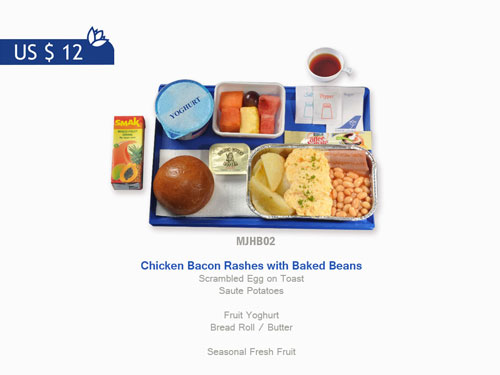 US $ 12
YOGHURT
SMAK
MJHB02
Chicken Bacon Rashes with Baked Beans
Scrambled Egg on Toast
Saute Potatoes
Fruit Yoghurt
Bread Roll / Butter
Seasonal Fresh Fruit